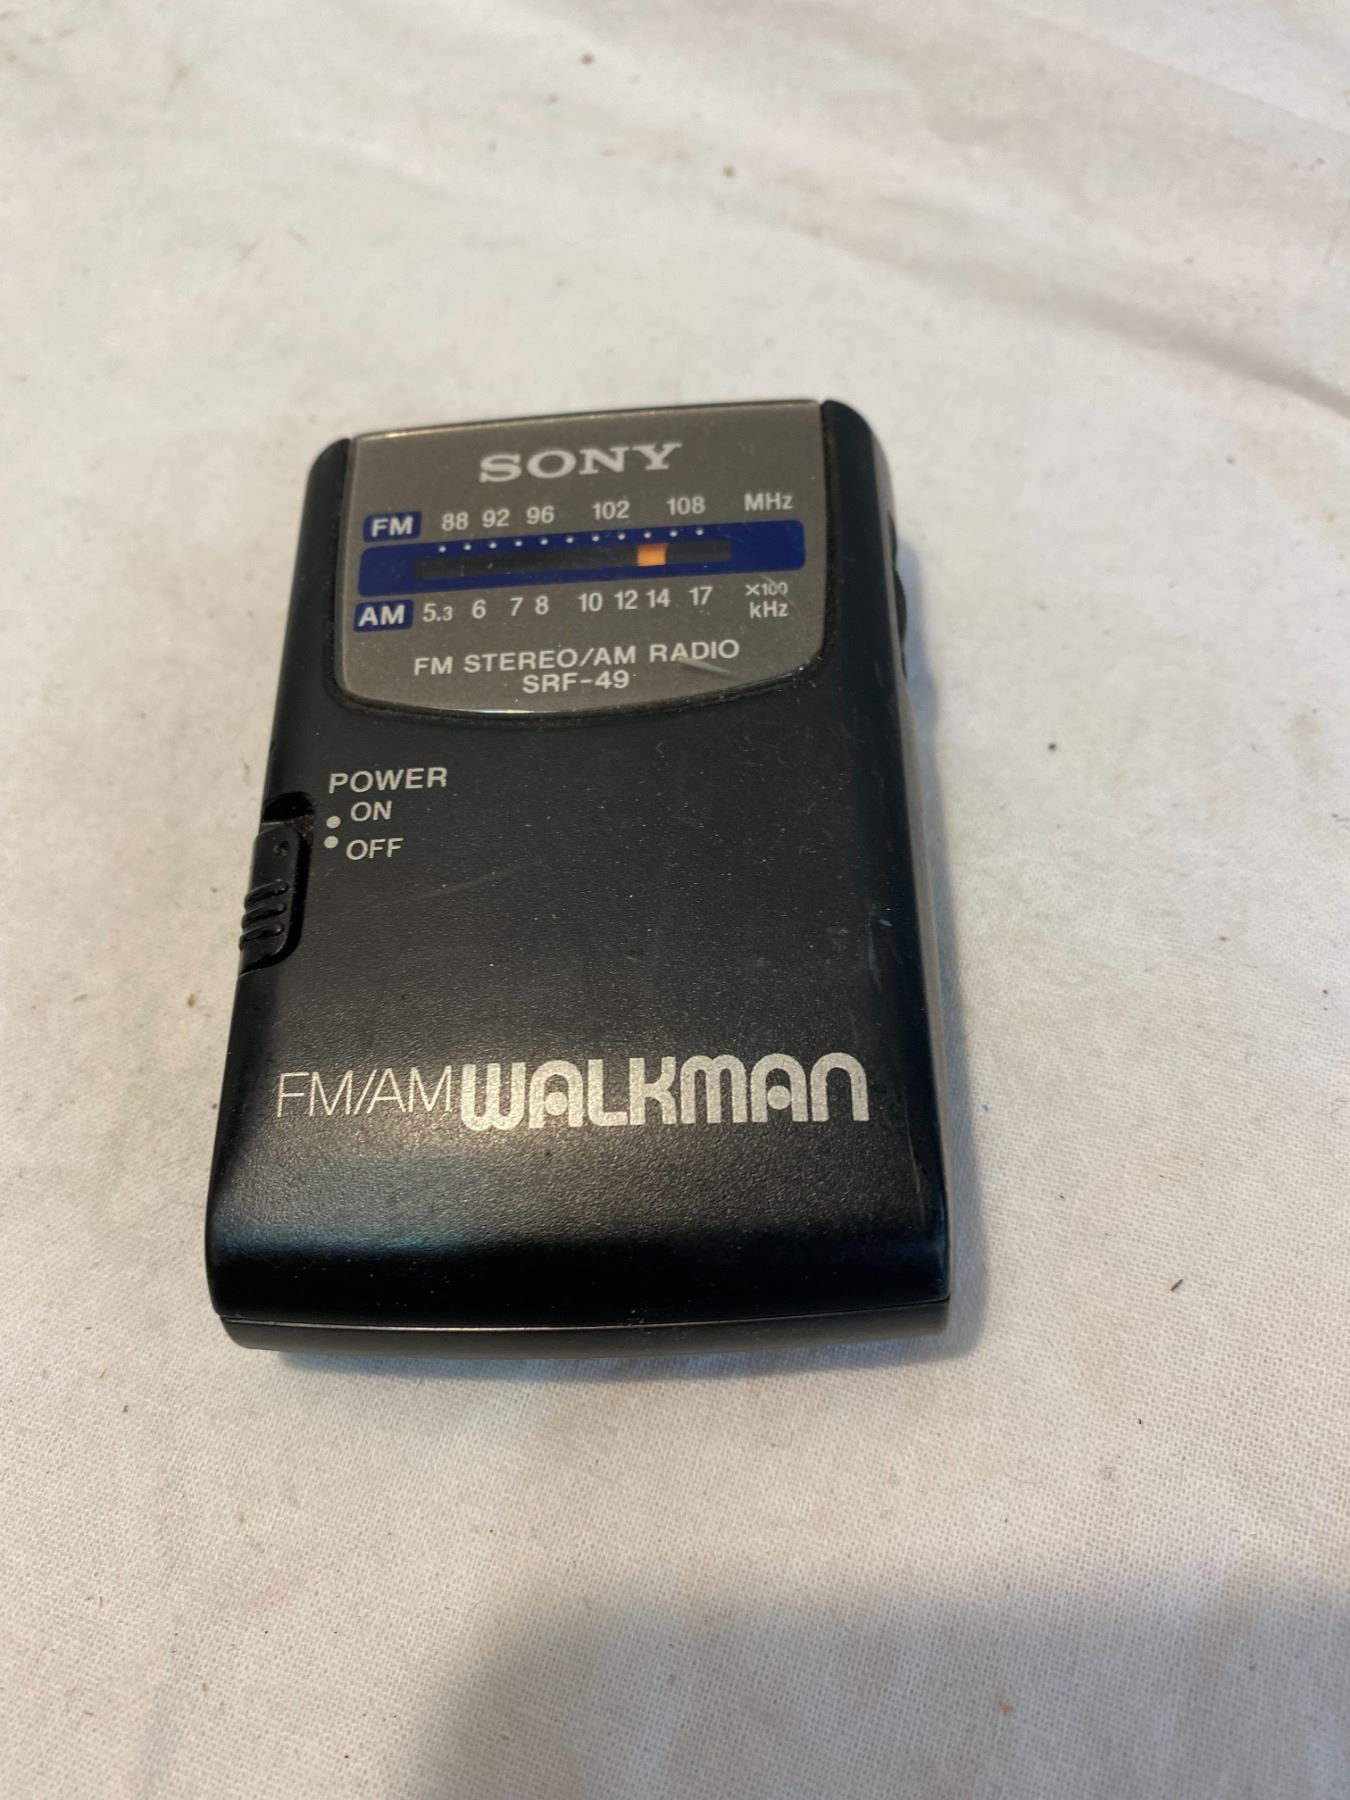 SONY
FM 88 92 96 102 108 MHz
AM 5.3 6 7 8 10 12 14 17 ×100 kHz
FM STEREO/AM RADIO
SRF-49
POWER
ON
OFF
FM/AM WALKMAN